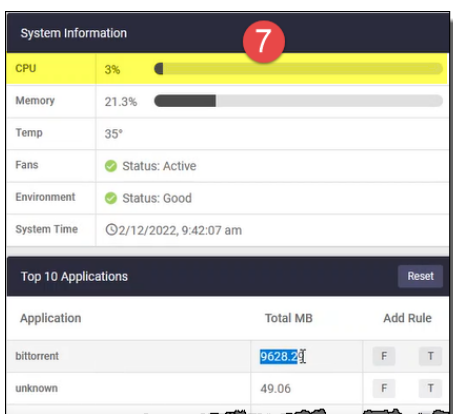 System Information
7
CPU 3%
Memory 21.3%
Temp 35°
Fans Status: Active
Environment Status: Good
System Time 2/12/2022, 9:42:07 am
Top 10 Applications Reset
Application Total MB Add Rule
bittorrent 9628.29 F T
unknown 49.06 F T